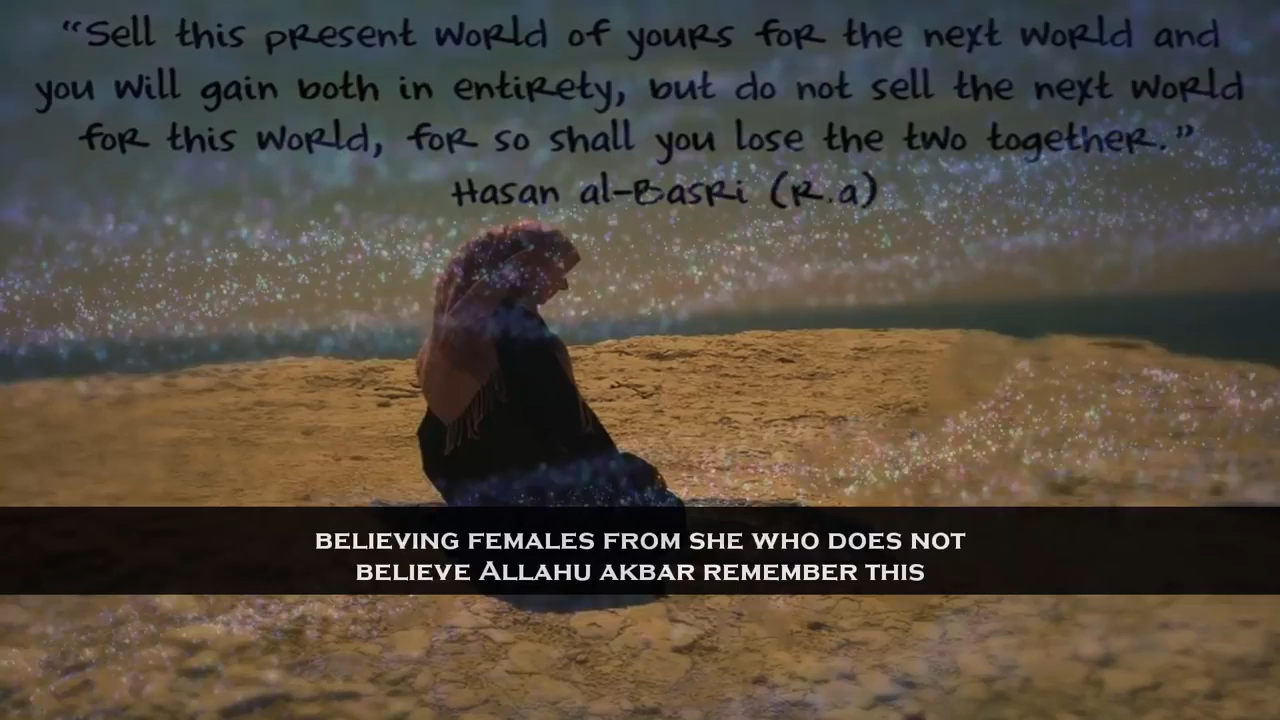 “Sell this present world of yours for the next world and
you will gain both in entirety, but do not sell the next world
for this world, for so shall you lose the two together.”
Hasan al-Basri (R.a)
BELIEVING FEMALES FROM SHE WHO DOES NOT
BELIEVE ALLAHU AKBAR REMEMBER THIS